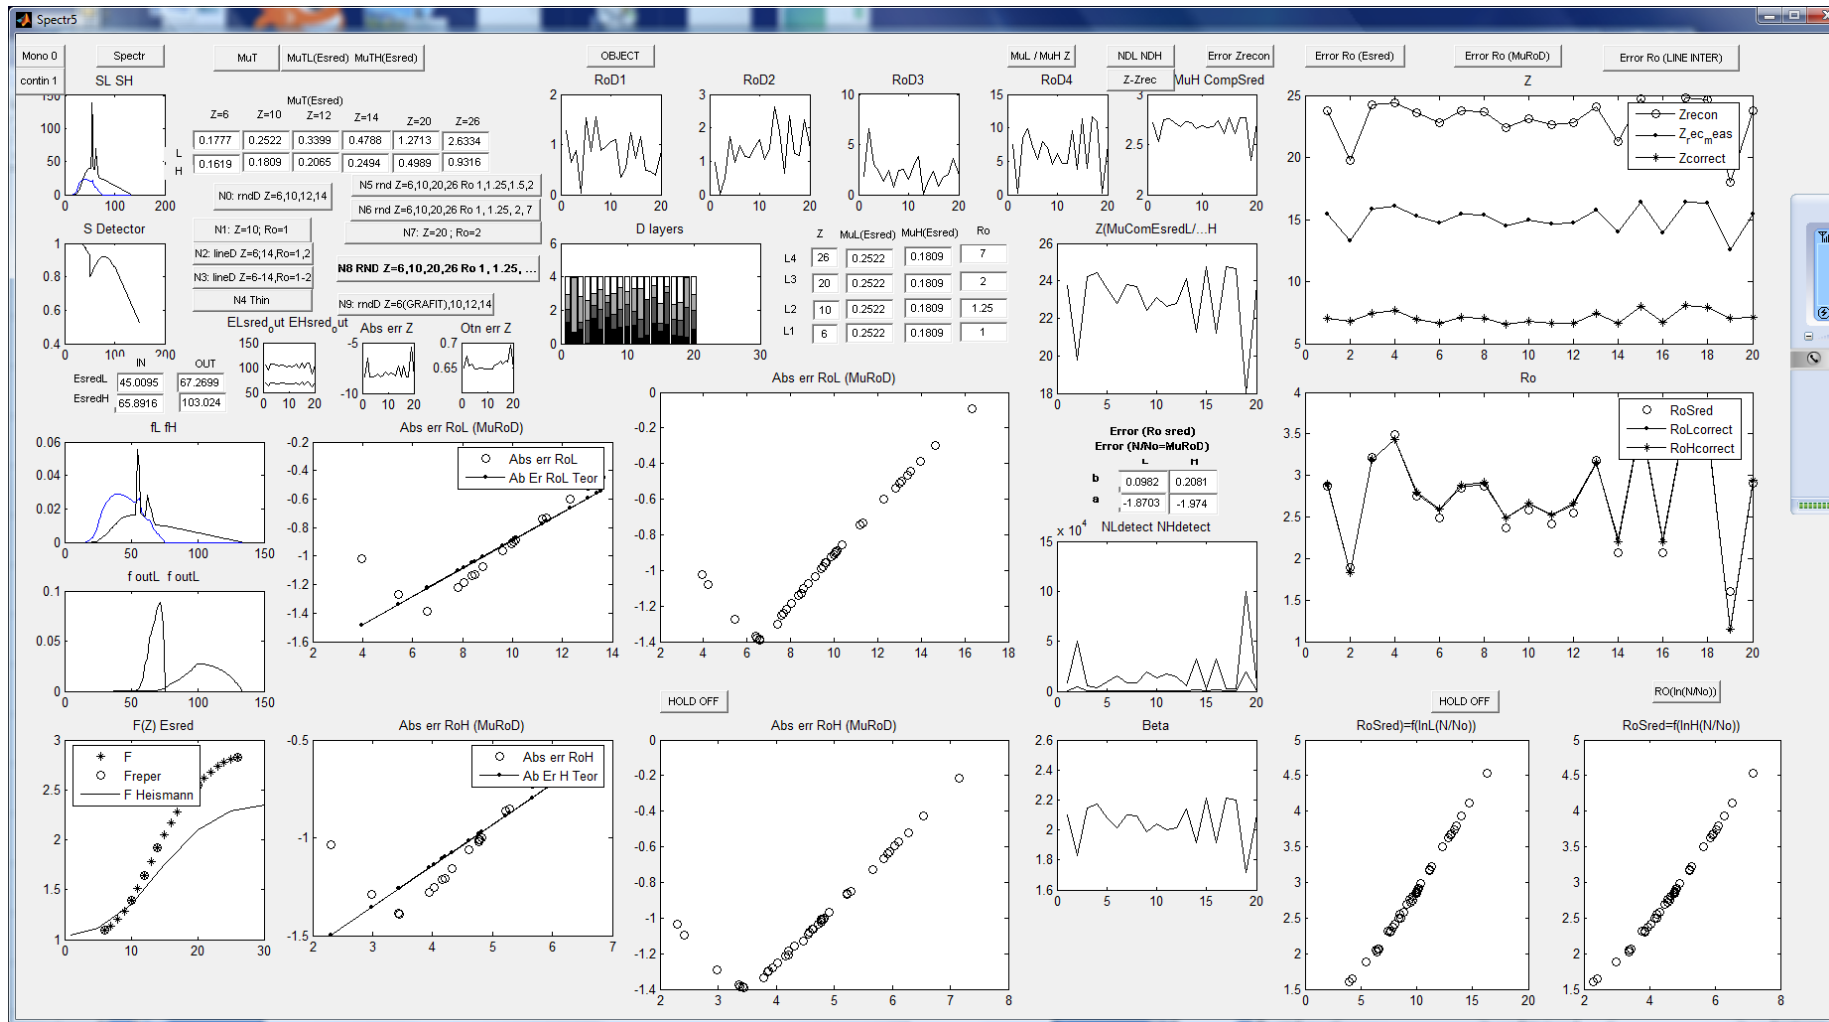 Spectr5
Mono 0
Spectr
MuT
MuTL(Esred) MuTH(Esred)
OBJECT
MuL / MuH Z
NDL NDH
Error Zrecon
Error Ro (Esred)
Error Ro (MuRoD)
Error Ro (LINE INTER)
contin 1
Z-Zrec
SL SH
RoD1
RoD2
RoD3
RoD4
MuH CompSred
Z
MuT(Esred)
Z=6 Z=10 Z=12 Z=14 Z=20 Z=26
L 0.1777 0.2522 0.3399 0.4788 1.2713 2.6334
H 0.1619 0.1809 0.2065 0.2494 0.4989 0.9316
N0: rndD Z=6,10,12,14
N5 rnd Z=6,10,20,26 Ro 1,1.25,1.5,2
N6 rnd Z=6,10,20,26 Ro 1, 1.25, 2, 7
N1: Z=10; Ro=1
N7: Z=20 ; Ro=2
N2: lineD Z=6;14,Ro=1,2
N3: lineD Z=6-14,Ro=1-2
N8 RND Z=6,10,20,26 Ro 1, 1.25, ...
N4 Thin
N9: rndD Z=6(GRAFIT),10,12,14
Zrecon
Z_rec_meas
Zcorrect
S Detector
D layers
Z MuL(Esred) MuH(Esred) Ro
L4 26 0.2522 0.1809 7
L3 20 0.2522 0.1809 2
L2 10 0.2522 0.1809 1.25
L1 6 0.2522 0.1809 1
Z(MuComEsredL/...H
ELsred_out EHsred_out
Abs err Z
Otn err Z
IN OUT
EsredL 45.0095 67.2699
EsredH 65.8916 103.024
fL fH
Abs err RoL (MuRoD)
Abs err RoL
Ab Er RoL Teor
Abs err RoL (MuRoD)
Error (Ro sred)
Error (N/No=MuRoD)
L H
b 0.0982 0.2081
a -1.8703 -1.974
Ro
RoSred
RoLcorrect
RoHcorrect
f outL f outL
NLdetect NHdetect
x 10^4
HOLD OFF
HOLD OFF
RO(ln(N/No))
F(Z) Esred
F
Freper
F Heismann
Abs err RoH (MuRoD)
Abs err RoH
Ab Er H Teor
Abs err RoH (MuRoD)
Beta
RoSred)=f(lnL(N/No))
RoSred=f(lnH(N/No))